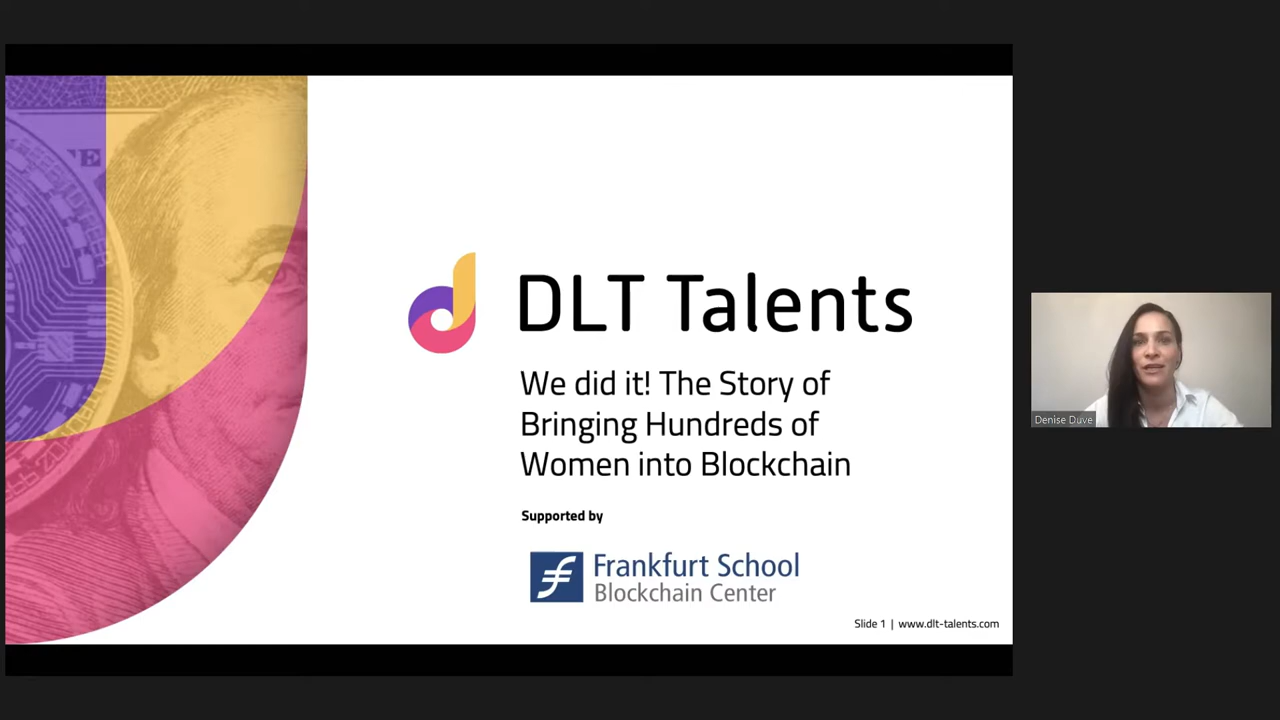 DLT Talents
We did it! The Story of
Bringing Hundreds of
Women into Blockchain
Supported by
Frankfurt School
Blockchain Center
Slide 1 | www.dlt-talents.com
Denise Duve